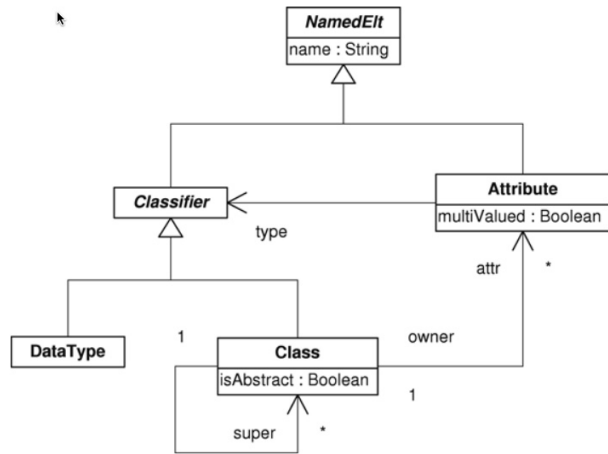 NamedElt
name : String
Classifier
Attribute
multiValued : Boolean
type
attr
*
DataType
1
Class
isAbstract : Boolean
owner
1
super
*